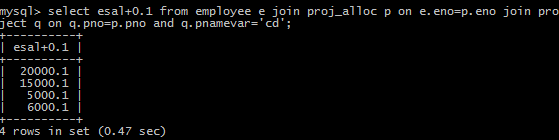 mysql> select esal+0.1 from employee e join proj_alloc p on e.eno=p.eno join pro
ject q on q.pno=p.pno and q.pnamevar='cd';
+----------+
| esal+0.1 |
+----------+
| 20000.1 |
| 15000.1 |
| 5000.1 |
| 6000.1 |
+----------+
4 rows in set (0.47 sec)